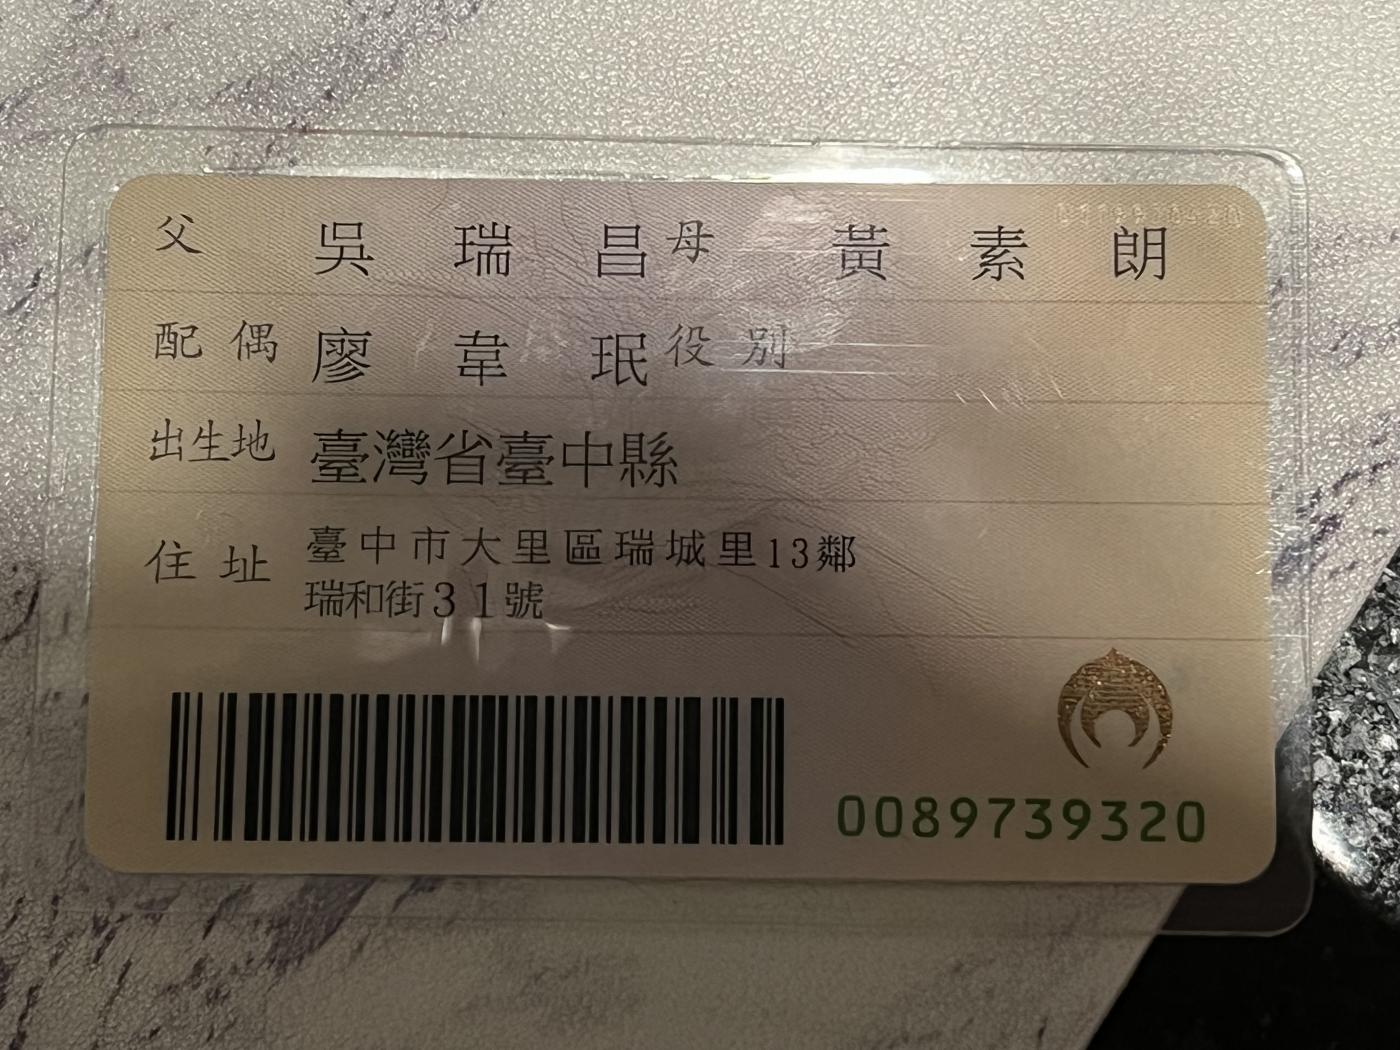 父 吳瑞昌 母 黃素朗
配偶 廖韋珉 役別
出生地 臺灣省臺中縣
住址 臺中市大里區瑞城里13鄰
瑞和街31號
0089739320